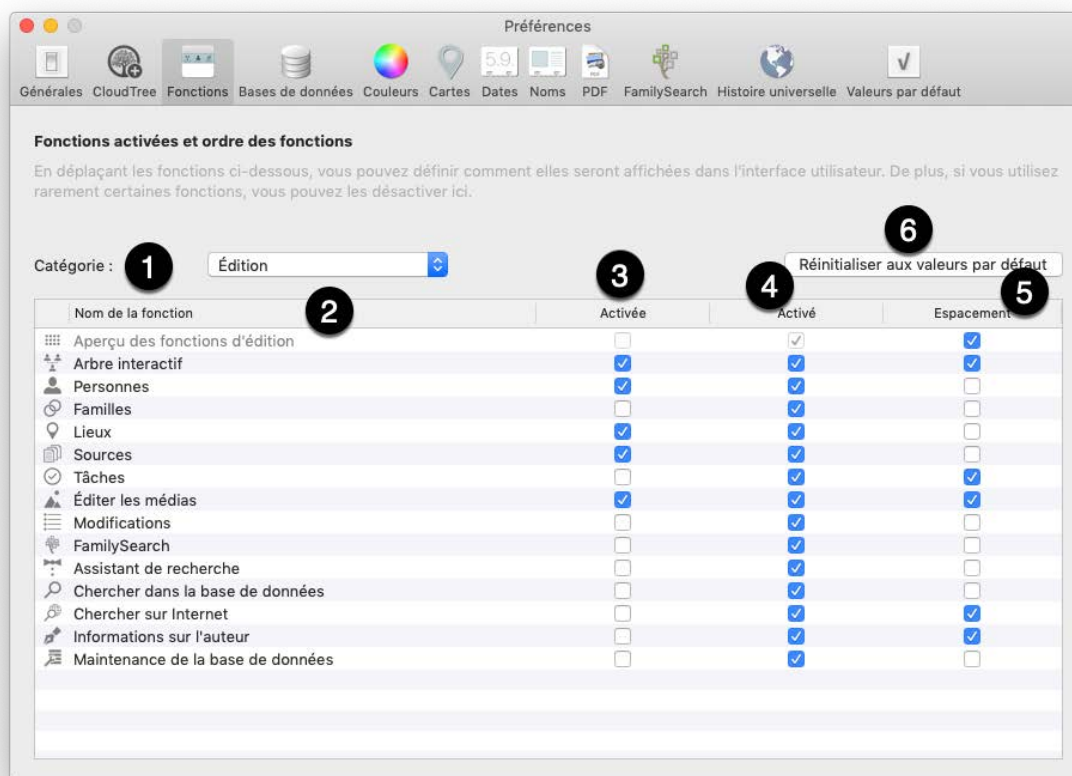 Préférences
Générales CloudTree Fonctions Bases de données Couleurs Cartes Dates Noms PDF FamilySearch Histoire universelle Valeurs par défaut
Fonctions activées et ordre des fonctions
En déplaçant les fonctions ci-dessous, vous pouvez définir comment elles seront affichées dans l'interface utilisateur. De plus, si vous utilisez
rarement certaines fonctions, vous pouvez les désactiver ici.
6
Catégorie : 1 Édition Réinitialiser aux valeurs par défaut
2 3 4 5
Nom de la fonction Activée Activé Espacement
Aperçu des fonctions d'édition
Arbre interactif
Personnes
Familles
Lieux
Sources
Tâches
Éditer les médias
Modifications
FamilySearch
Assistant de recherche
Chercher dans la base de données
Chercher sur Internet
Informations sur l'auteur
Maintenance de la base de données